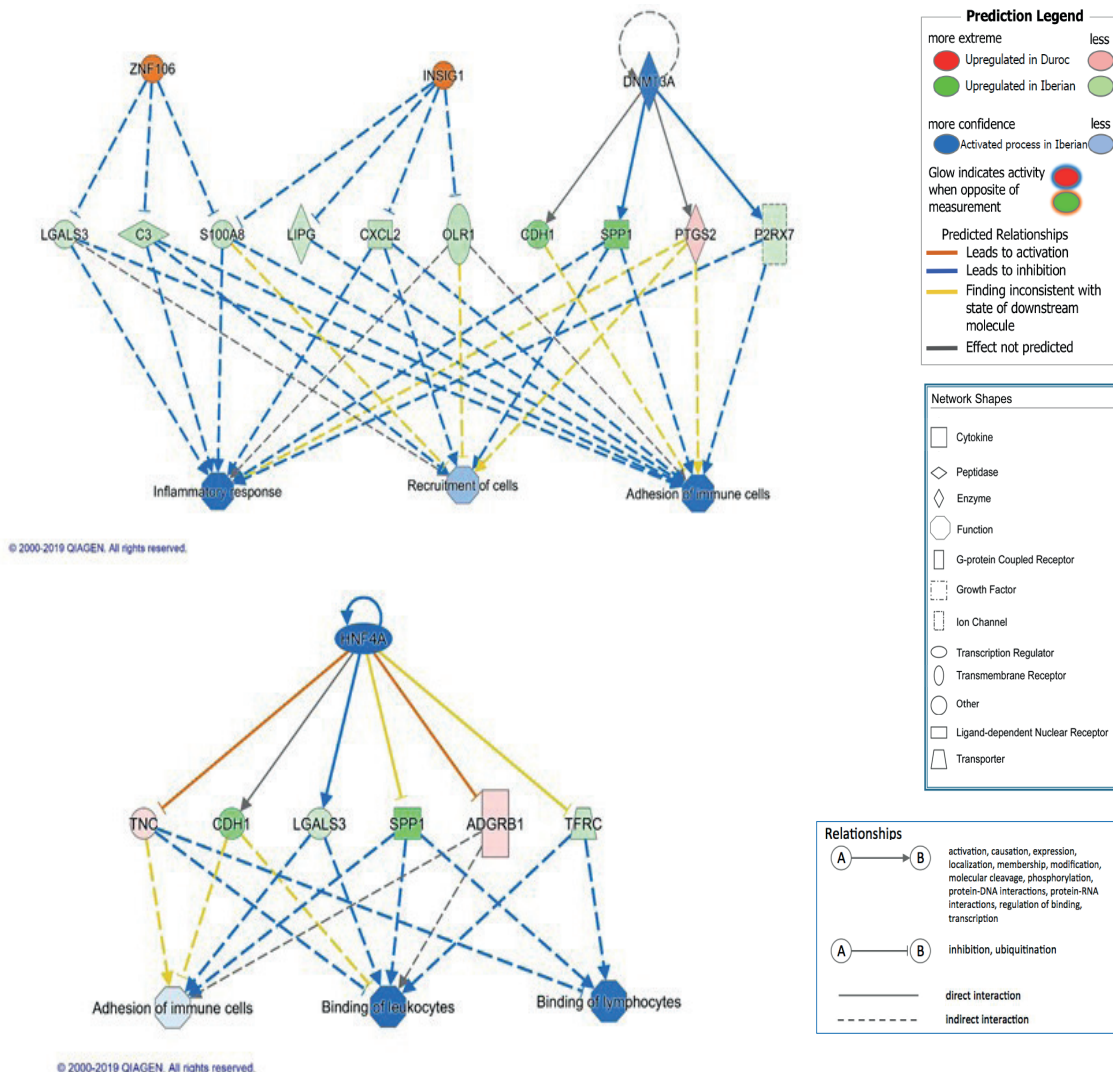 ZNF106
INSIG1
DNMT3A
LGALS3
C3
S100A8
LIPG
CXCL2
OLR1
CDH1
SPP1
PTGS2
P2RX7
Inflammatory response
Recruitment of cells
Adhesion of immune cells
© 2000-2019 QIAGEN. All rights reserved.
HNF4A
TNC
CDH1
LGALS3
SPP1
ADGRB1
TFRC
Adhesion of immune cells
Binding of leukocytes
Binding of lymphocytes
© 2000-2019 QIAGEN. All rights reserved.
Prediction Legend
more extreme less
Upregulated in Duroc
Upregulated in Iberian
more confidence less
Activated process in Iberian
Glow indicates activity
when opposite of
measurement
Predicted Relationships
Leads to activation
Leads to inhibition
Finding inconsistent with
state of downstream
molecule
Effect not predicted
Network Shapes
Cytokine
Peptidase
Enzyme
Function
G-protein Coupled Receptor
Growth Factor
Ion Channel
Transcription Regulator
Transmembrane Receptor
Other
Ligand-dependent Nuclear Receptor
Transporter
Relationships
A B
activation, causation, expression,
localization, membership, modification,
molecular cleavage, phosphorylation,
protein-DNA interactions, protein-RNA
interactions, regulation of binding,
transcription
A B
inhibition, ubiquitination
direct interaction
indirect interaction